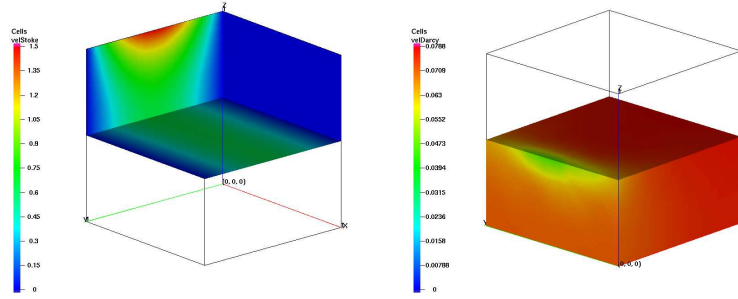 Cells
velStoke
1.5
1.35
1.2
1.05
0.9
0.75
0.6
0.45
0.3
0.15
0
Z
(0, 0, 0)
Y
X
Cells
velDarcy
0.0788
0.0709
0.063
0.0552
0.0473
0.0394
0.0315
0.0236
0.0158
0.00788
0
Z
Y
(0, 0, 0)